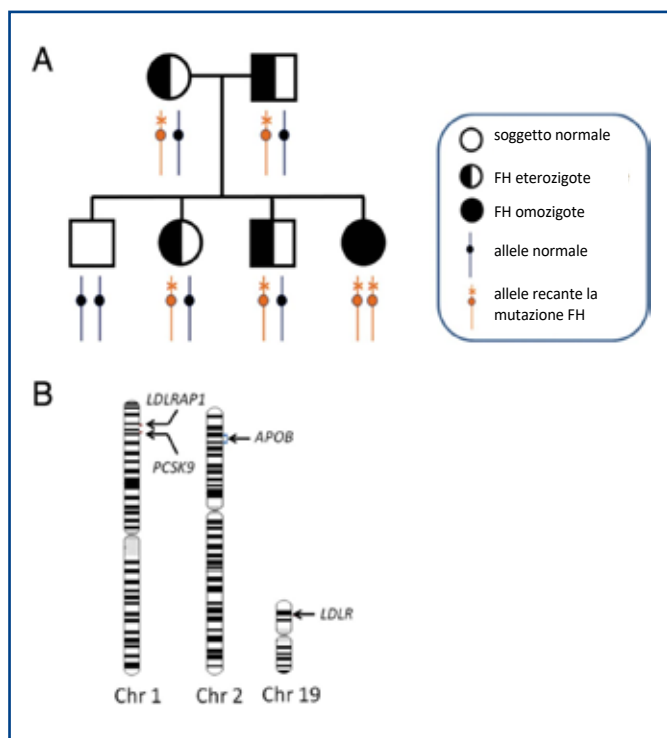 A
soggetto normale
FH eterozigote
FH omozigote
allele normale
allele recante la
mutazione FH
B
LDLRAP1
PCSK9
APOB
LDLR
Chr 1
Chr 2
Chr 19